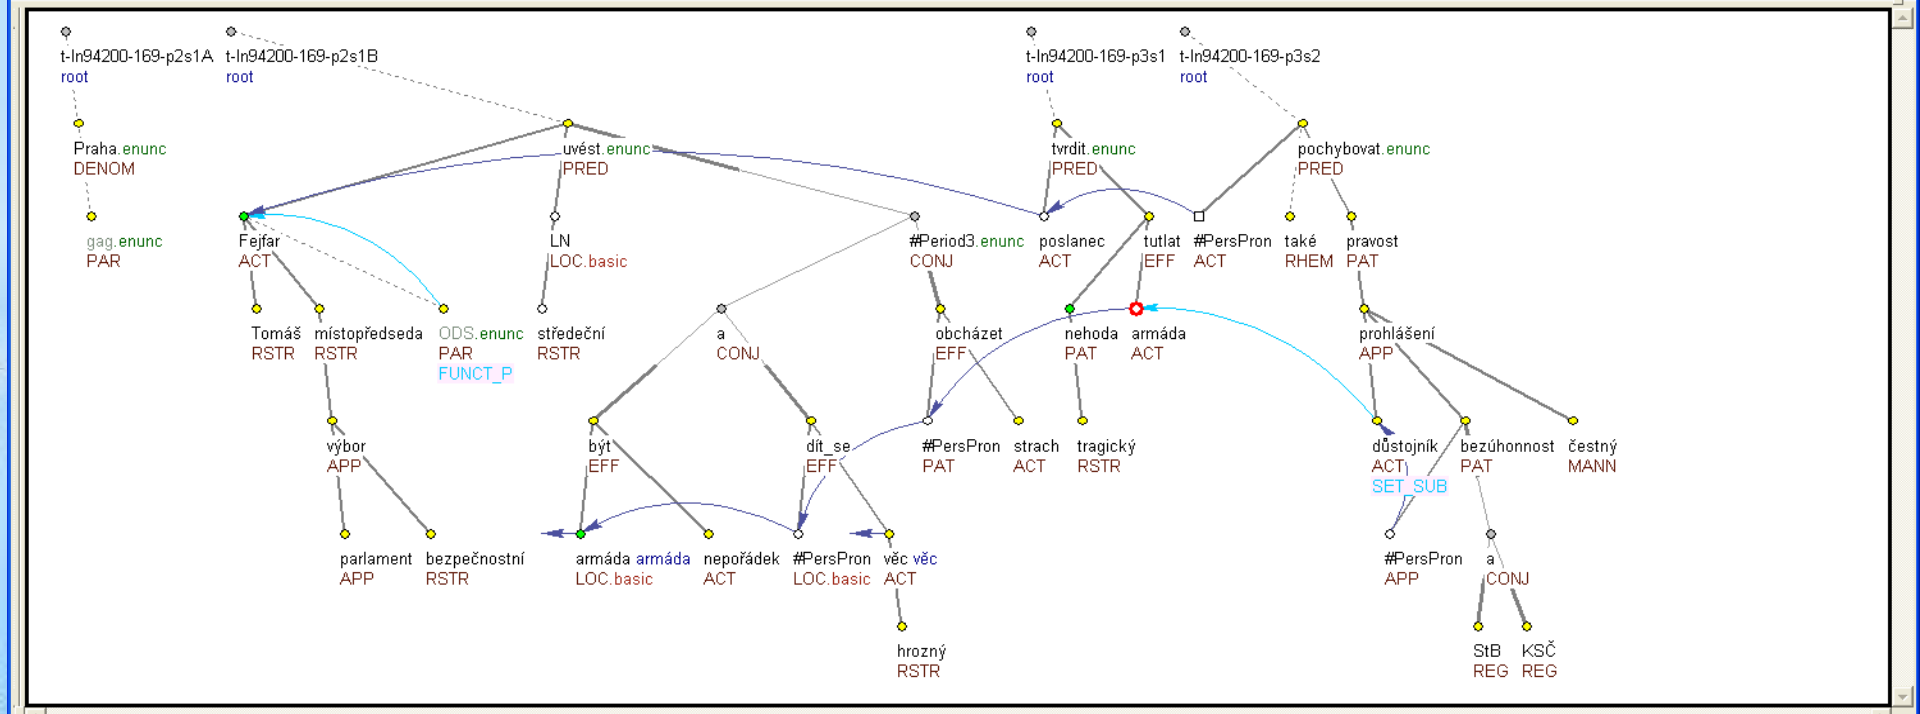 t-ln94200-169-p2s1A t-ln94200-169-p2s1B t-ln94200-169-p3s1 t-ln94200-169-p3s2
root root root root
Praha.enunc uvést.enunc tvrdit.enunc pochybovat.enunc
DENOM PRED PRED PRED
gag.enunc Fejfar LN #Period3.enunc poslanec tutlat #PersPron také pravost
PAR ACT LOC.basic CONJ ACT EFF ACT RHEM PAT
Tomáš místopředseda ODS.enunc středeční a obcházet nehoda armáda prohlášení
RSTR RSTR PAR RSTR CONJ EFF PAT ACT APP
FUNCT_P
výbor být dít_se #PersPron strach tragický důstojník bezúhonnost čestný
APP EFF EFF PAT ACT RSTR ACT PAT MANN
SET_SUB
parlament bezpečnostní armáda armáda nepořádek #PersPron věc věc #PersPron a
APP RSTR LOC.basic ACT LOC.basic ACT APP CONJ
hrozný StB KSČ
RSTR REG REG